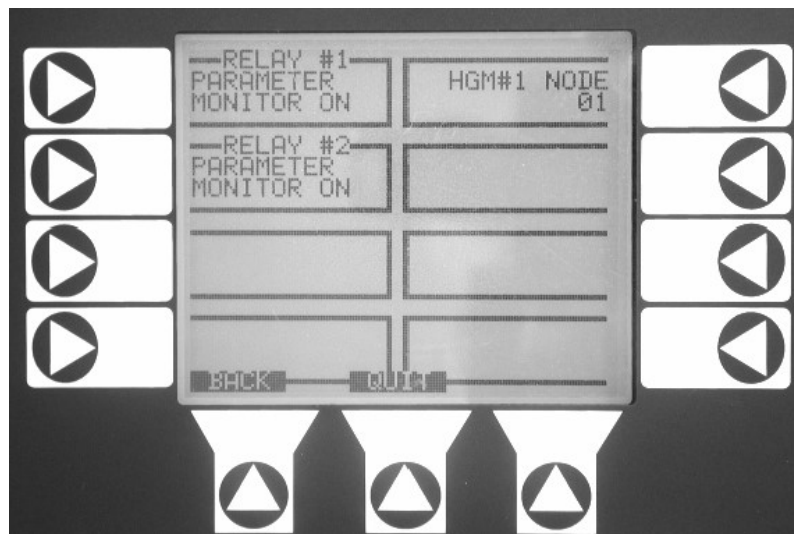 RELAY #1
PARAMETER
MONITOR ON
HGM#1 NODE
01
RELAY #2
PARAMETER
MONITOR ON
BACK
QUIT